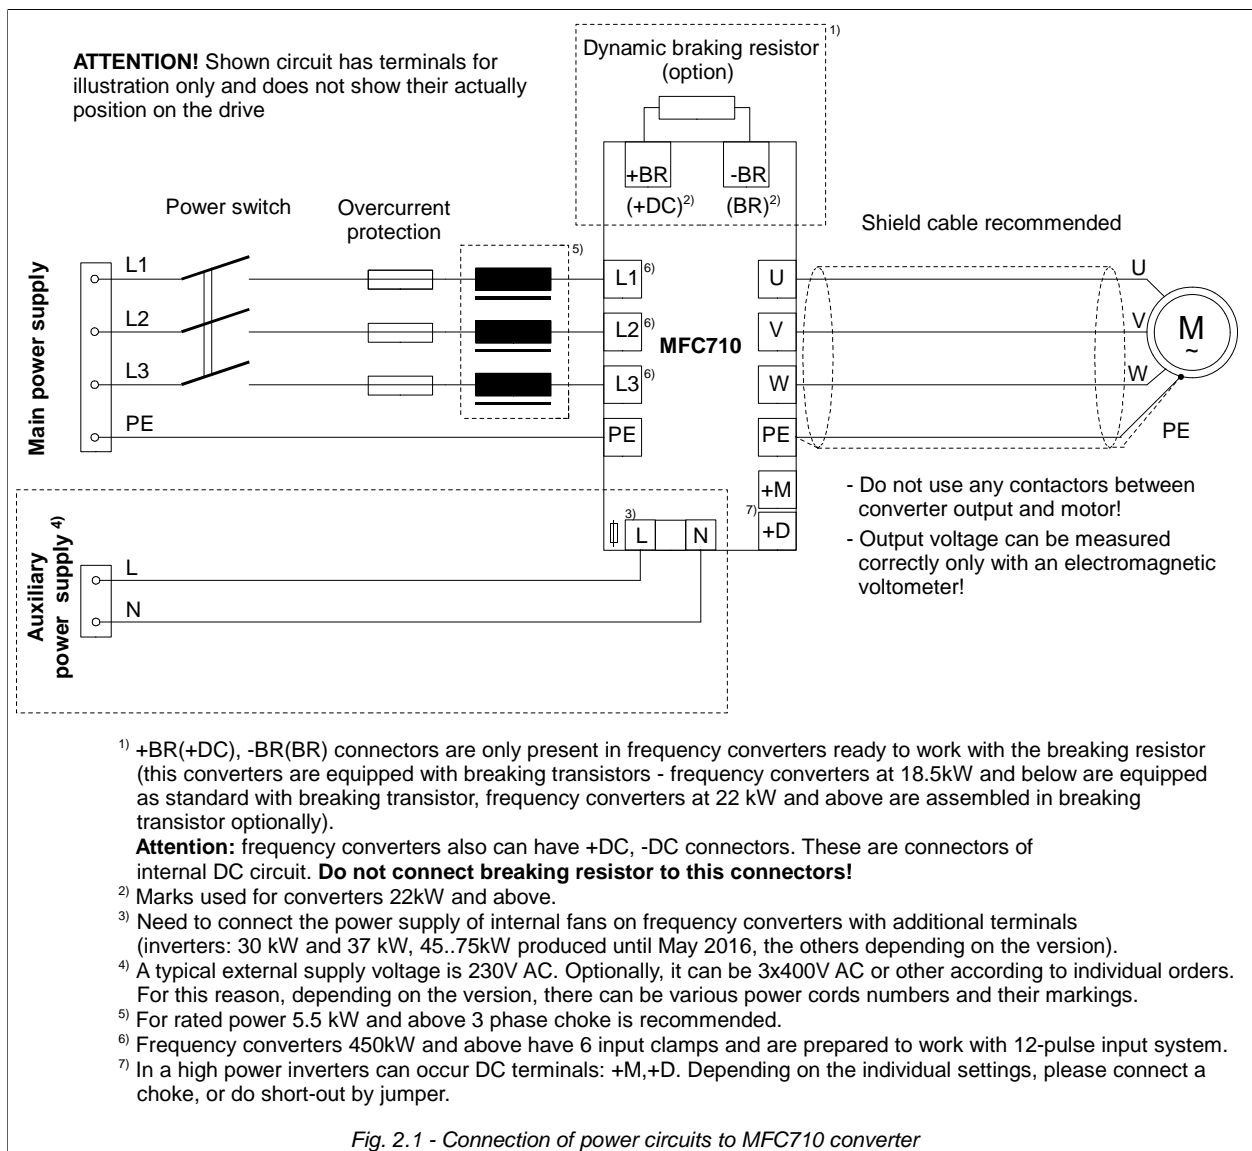 ATTENTION! Shown circuit has terminals for
illustration only and does not show their actually
position on the drive
1)
Dynamic braking resistor
(option)
+BR
-BR
(+DC)2)
(BR)2)
Power switch
Overcurrent
protection
5)
Shield cable recommended
Main power supply
L1
L2
L3
PE
L1 6)
L2 6)
L3 6)
PE
MFC710
U
V
W
PE
+M
7)
+D
U
V
W
PE
M
~
- Do not use any contactors between
converter output and motor!
- Output voltage can be measured
correctly only with an electromagnetic
voltometer!
3)
L
N
Auxiliary
power supply 4)
L
N
1) +BR(+DC), -BR(BR) connectors are only present in frequency converters ready to work with the breaking resistor
(this converters are equipped with breaking transistors - frequency converters at 18.5kW and below are equipped
as standard with breaking transistor, frequency converters at 22 kW and above are assembled in breaking
transistor optionally).
Attention: frequency converters also can have +DC, -DC connectors. These are connectors of
internal DC circuit. Do not connect breaking resistor to this connectors!
2) Marks used for converters 22kW and above.
3) Need to connect the power supply of internal fans on frequency converters with additional terminals
(inverters: 30 kW and 37 kW, 45..75kW produced until May 2016, the others depending on the version).
4) A typical external supply voltage is 230V AC. Optionally, it can be 3x400V AC or other according to individual orders.
For this reason, depending on the version, there can be various power cords numbers and their markings.
5) For rated power 5.5 kW and above 3 phase choke is recommended.
6) Frequency converters 450kW and above have 6 input clamps and are prepared to work with 12-pulse input system.
7) In a high power inverters can occur DC terminals: +M,+D. Depending on the individual settings, please connect a
choke, or do short-out by jumper.
Fig. 2.1 - Connection of power circuits to MFC710 converter